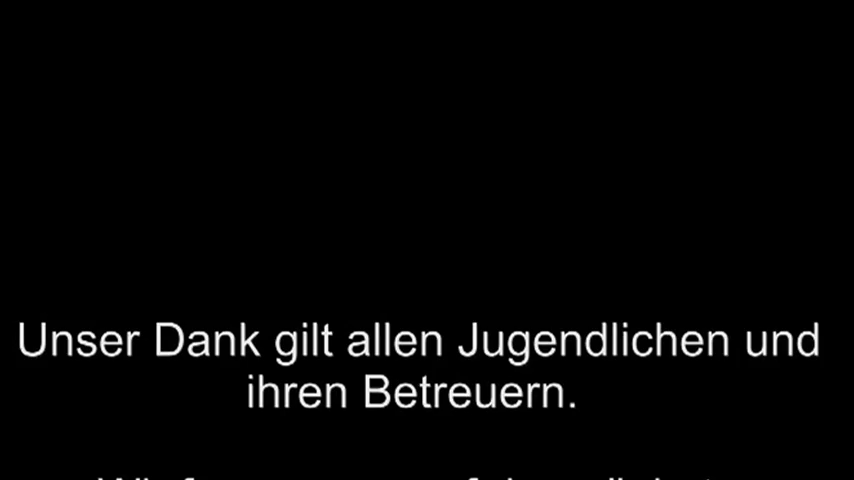 Unser Dank gilt allen Jugendlichen und
ihren Betreuern.